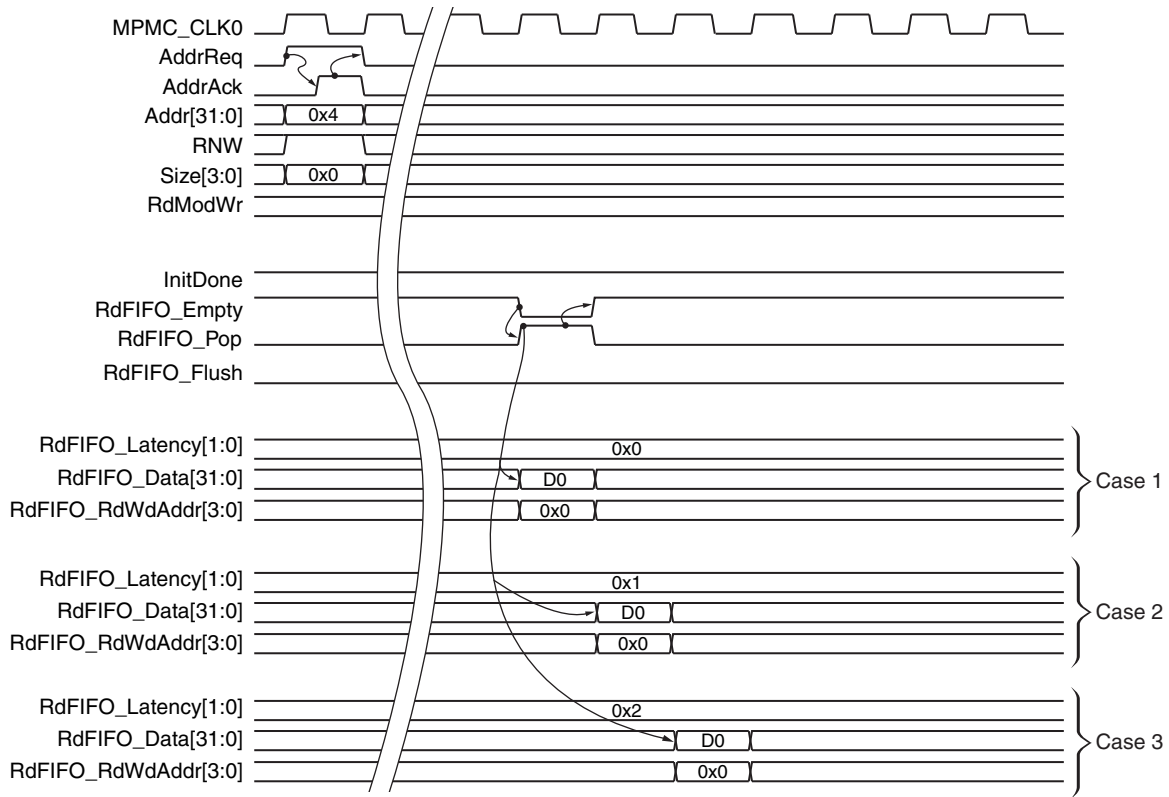 MPMC_CLK0
AddrReq
AddrAck
Addr[31:0] 0x4
RNW
Size[3:0] 0x0
RdModWr
InitDone
RdFIFO_Empty
RdFIFO_Pop
RdFIFO_Flush
RdFIFO_Latency[1:0] 0x0
RdFIFO_Data[31:0] D0
Case 1
RdFIFO_RdWdAddr[3:0] 0x0
RdFIFO_Latency[1:0] 0x1
RdFIFO_Data[31:0] D0
Case 2
RdFIFO_RdWdAddr[3:0] 0x0
RdFIFO_Latency[1:0] 0x2
RdFIFO_Data[31:0] D0
Case 3
RdFIFO_RdWdAddr[3:0] 0x0